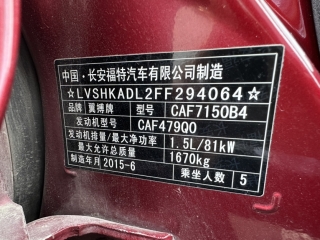 中国·长安福特汽车有限公司制造
☆LVSHKADL2FF294064☆
品牌 翼搏牌 型号 CAF7150B4
发动机型号 CAF479Q0
发动机排量/最大净功率 1.5L/81kW
最大允许总质量 1670kg
制造年月 2015-6 乘坐人数 5